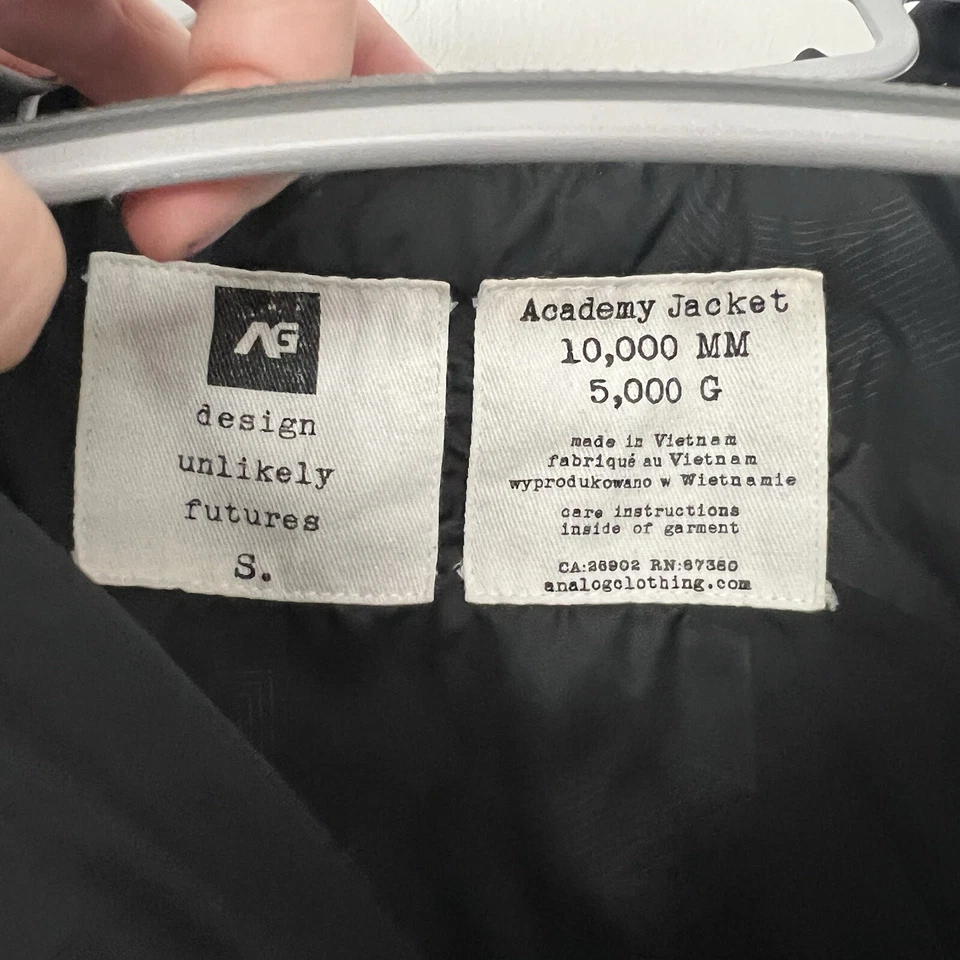 AG
design
unlikely
futures
S.
Academy Jacket
10,000 MM
5,000 G
made in Vietnam
fabriqué au Vietnam
wyprodukowano w Wietnamie
care instructions
inside of garment
CA:26902 RN:87380
analogclothing.com